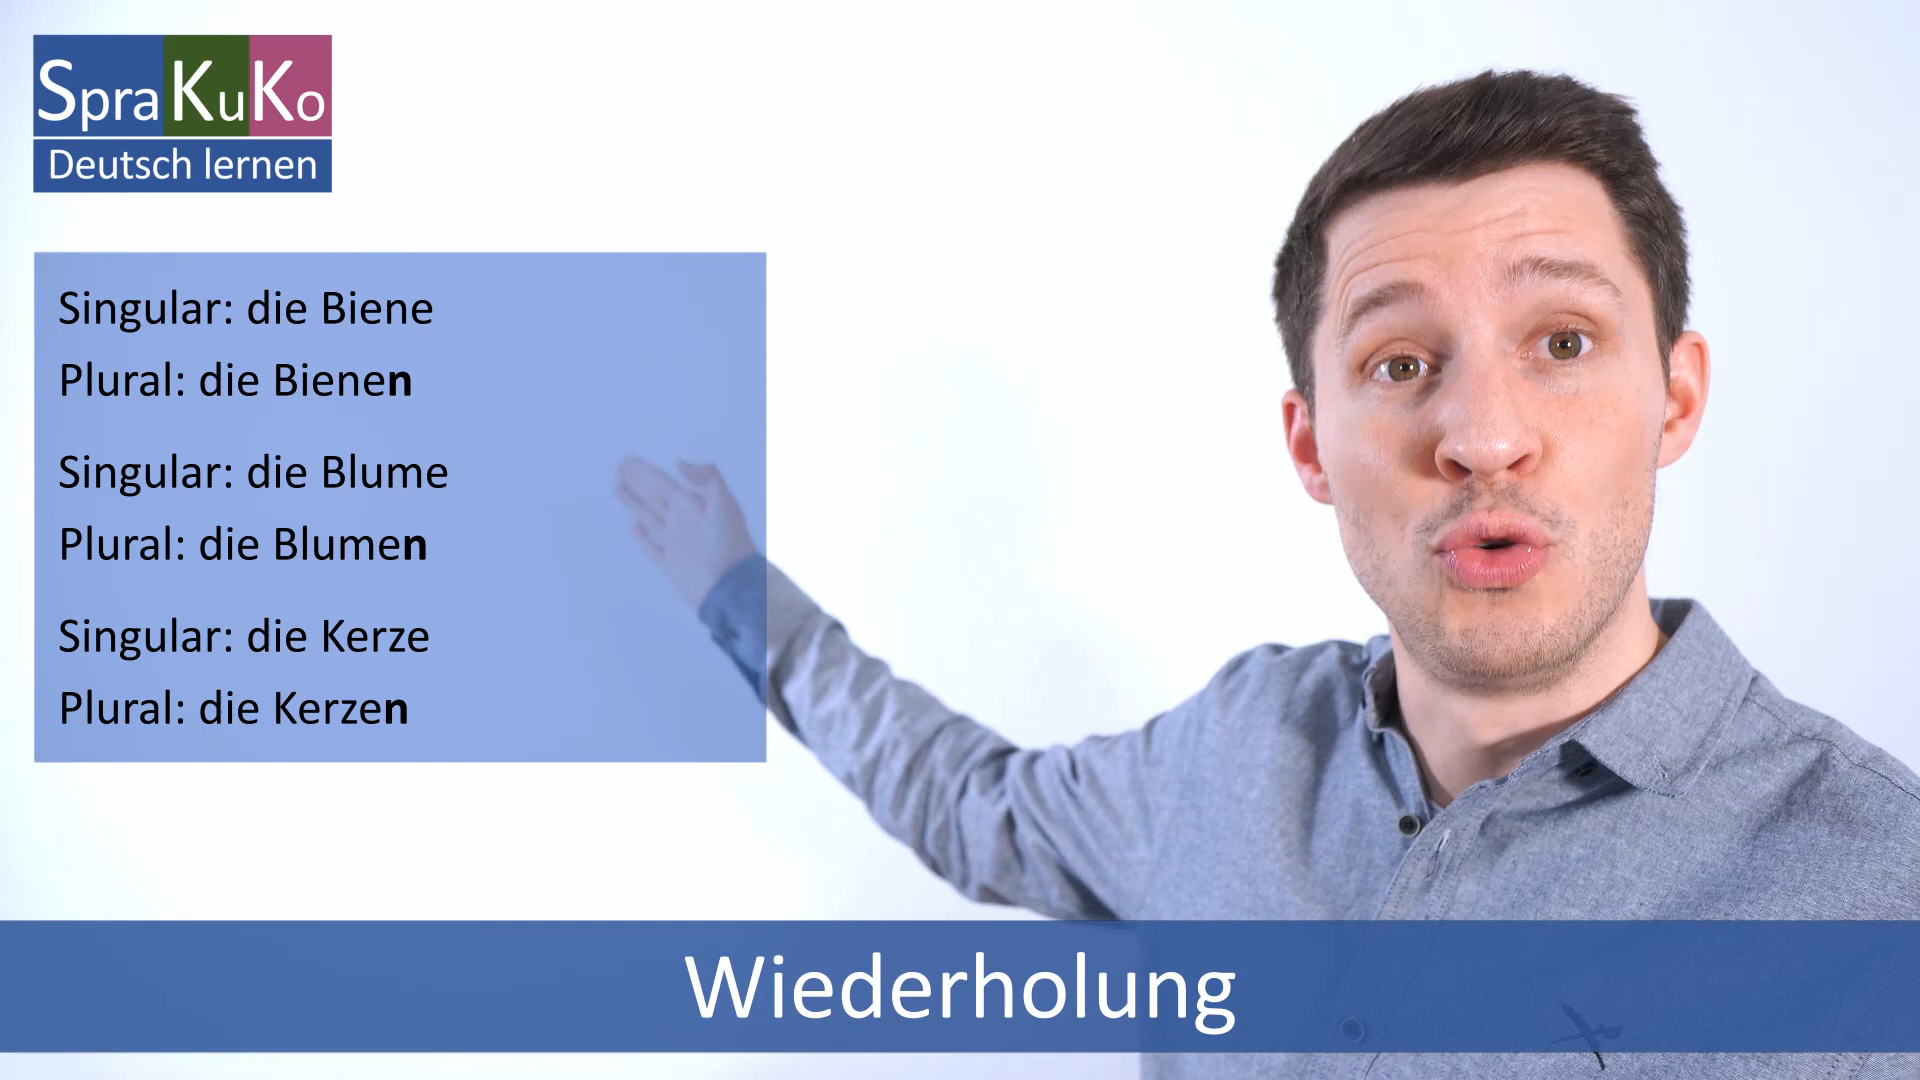 SpraKuKo
Deutsch lernen
Singular: die Biene
Plural: die Bienen
Singular: die Blume
Plural: die Blumen
Singular: die Kerze
Plural: die Kerzen
Wiederholung